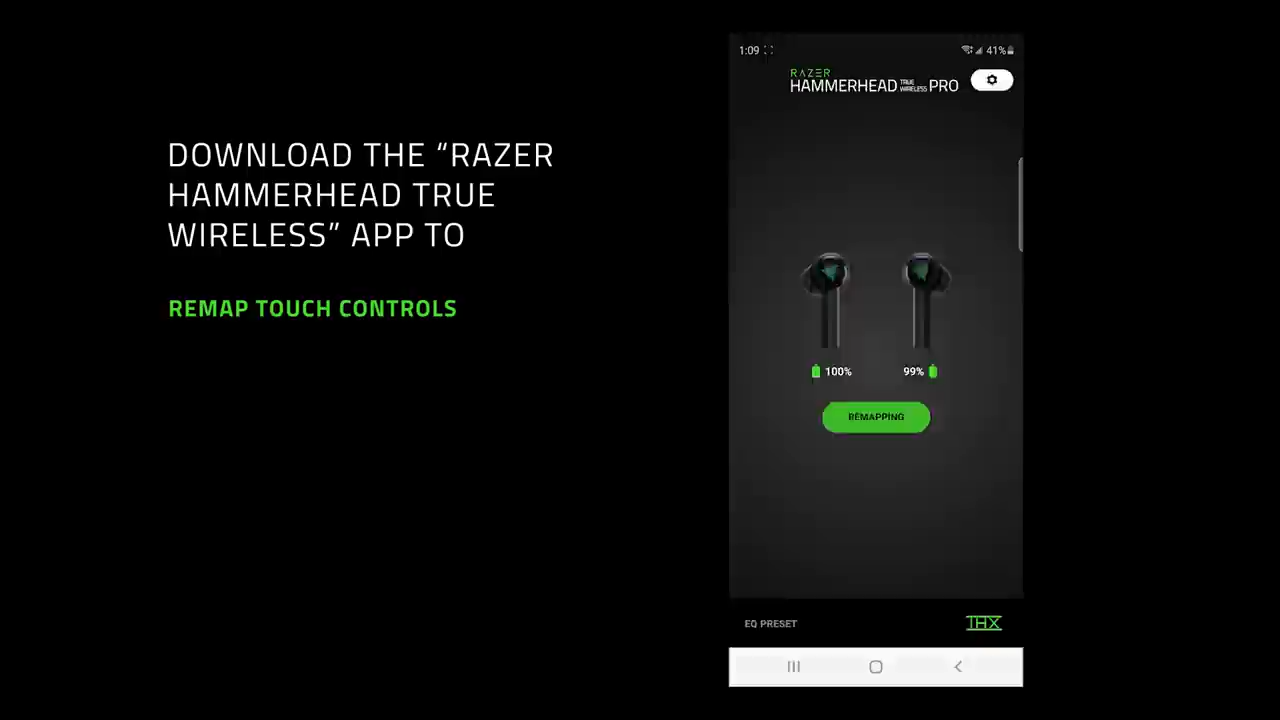 DOWNLOAD THE “RAZER
HAMMERHEAD TRUE
WIRELESS” APP TO
REMAP TOUCH CONTROLS
1:09
41%
RAZER
HAMMERHEAD TRUE WIRELESS PRO
100%
99%
REMAPPING
EQ PRESET
THX